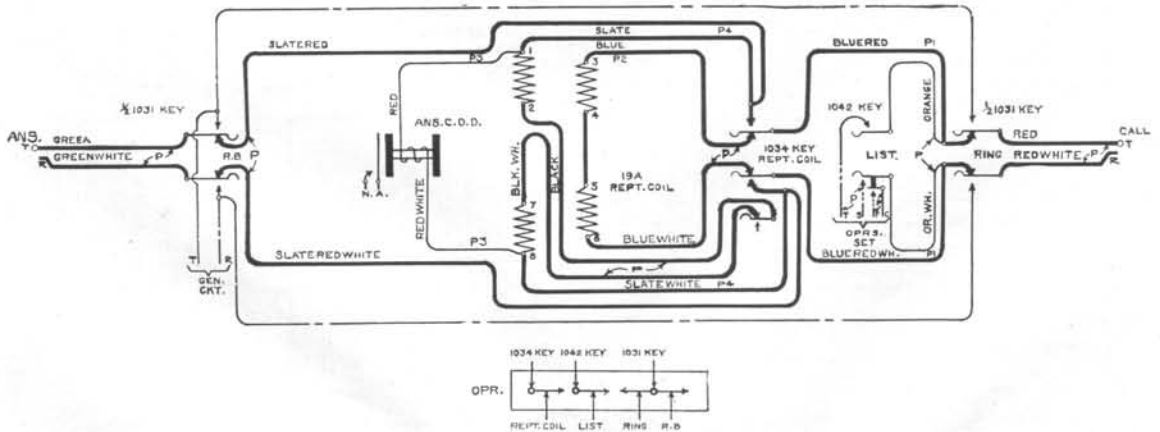 SLATERED
SLATE
P4
BLUE
P2
BLUERED
P1
P3
½ 1031 KEY
1042 KEY
ORANGE
½ 1031 KEY
RED
ANS.C.O.D.
ANS.
T
GREEN
GREENWHITE
P
R
R.B
P
N.A.
REDWHITE
P3
BLK. WH.
BLACK
1
2
3
4
5
6
7
8
19A
REPT. COIL
P
1034 KEY
REPT. COIL
LIST.
P
RING
RED
REDWHITE
P
CALL
T
R
OR.WH.
T
R
GEN.
CKT.
SLATEREDWHITE
BLUEWHITE
P
SLATEWHITE
P4
OPRS.
SET
BLUEREDWH.
P1
1034 KEY
1042 KEY
1031 KEY
OPR.
REPT. COIL
LIST.
RING
R.B